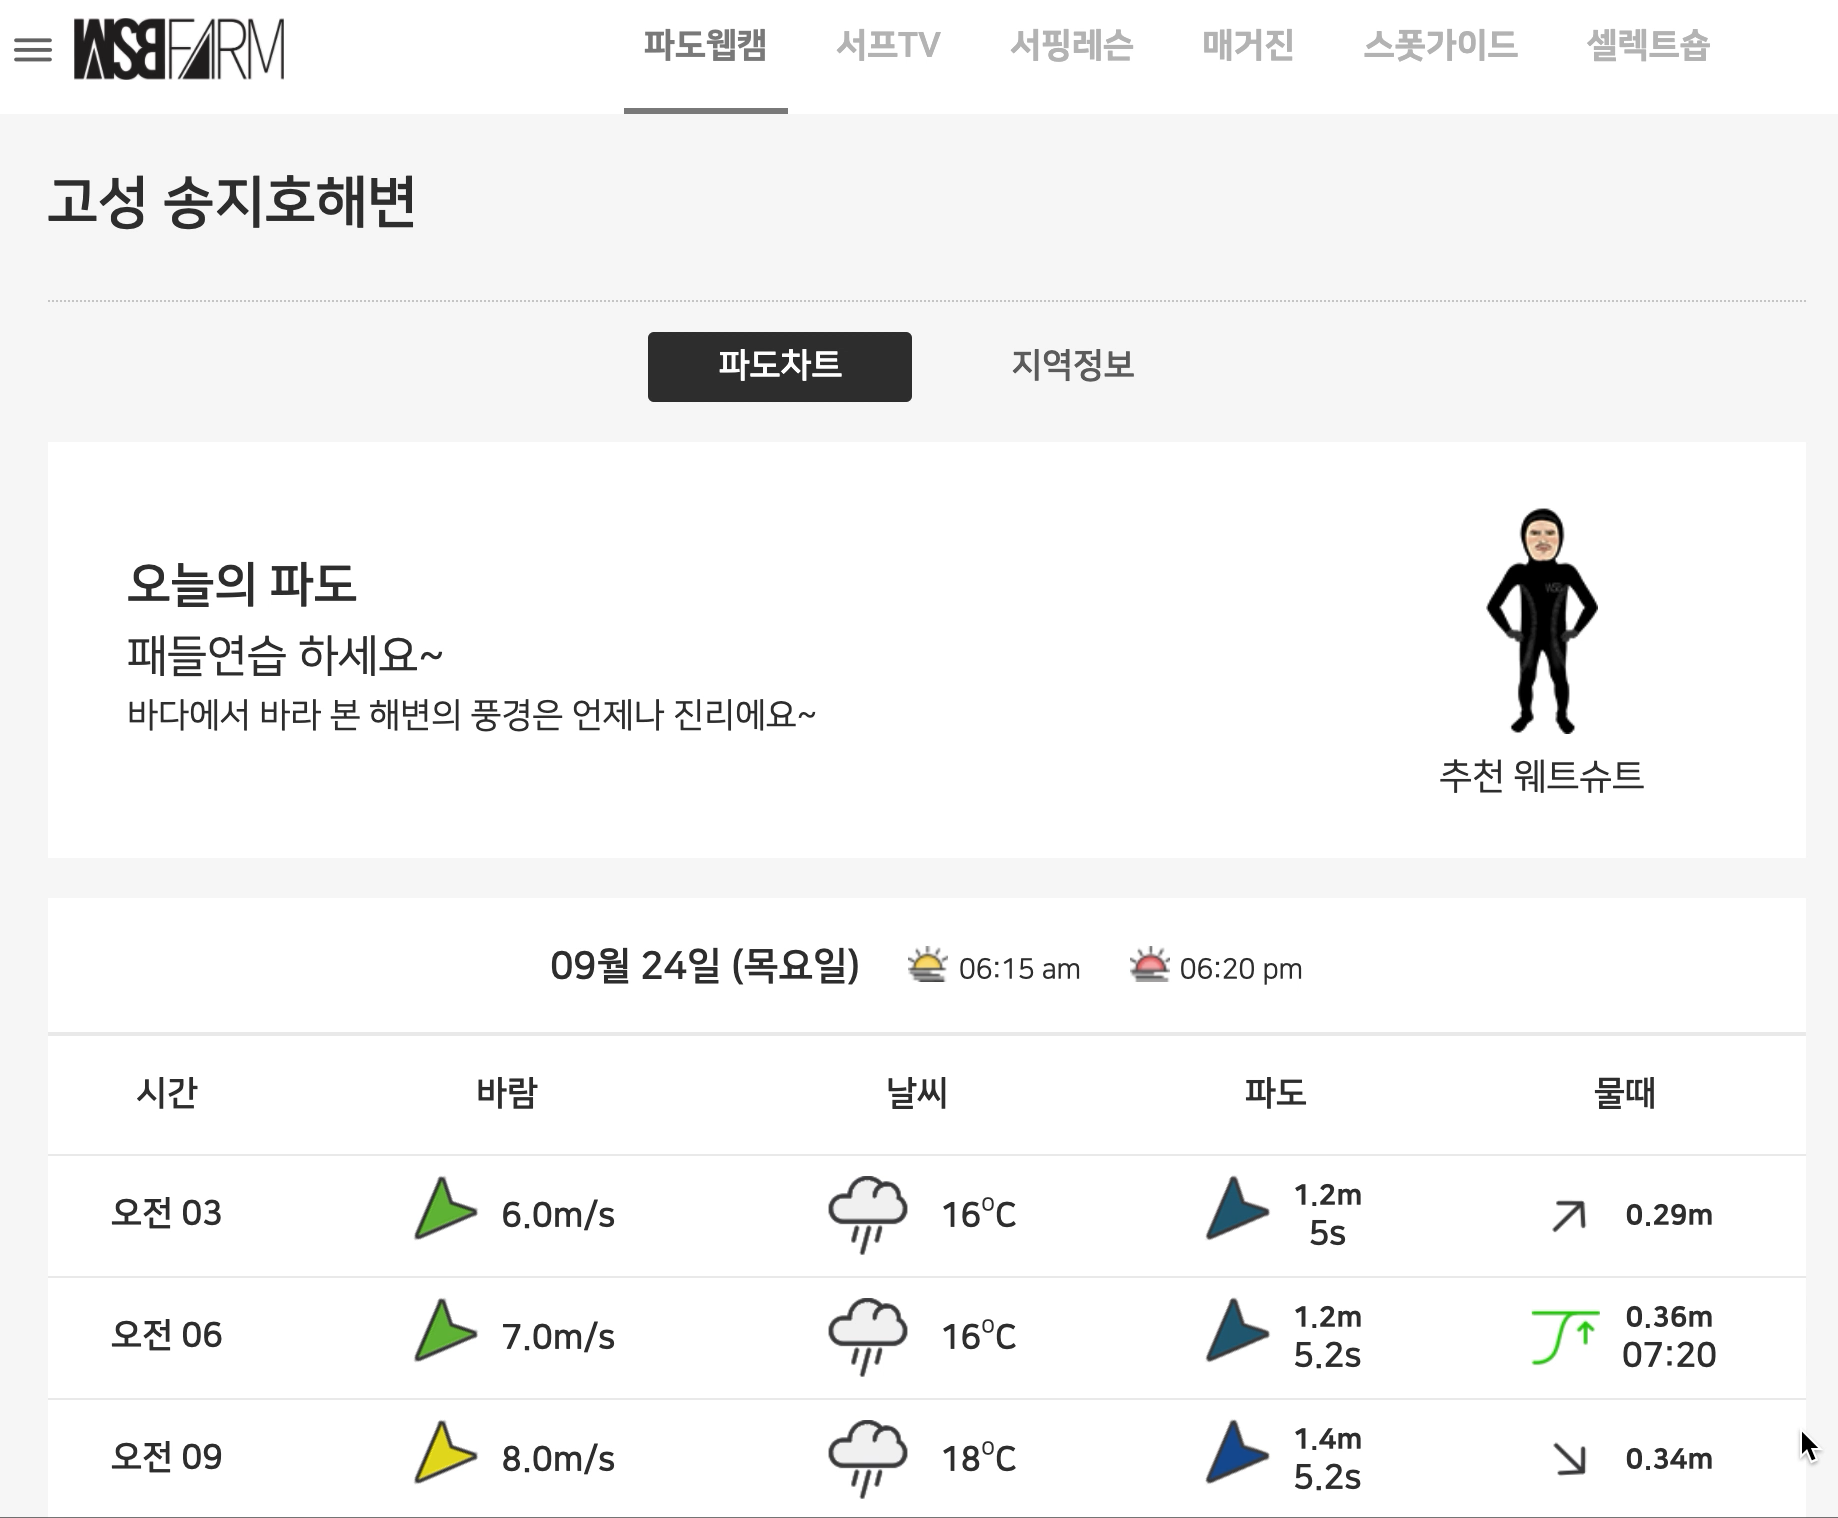 WSBFARM
파도웹캠 서프TV 서핑레슨 매거진 스폿가이드 셀렉트숍
고성 송지호해변
파도차트 지역정보
오늘의 파도
패들연습 하세요~
바다에서 바라 본 해변의 풍경은 언제나 진리에요~
WSB
추천 웨트슈트
09월 24일 (목요일) 06:15 am 06:20 pm
시간 바람 날씨 파도 물때
오전 03 6.0m/s 16°C 1.2m 0.29m
5s
오전 06 7.0m/s 16°C 1.2m 0.36m
5.2s 07:20
오전 09 8.0m/s 18°C 1.4m 0.34m
5.2s